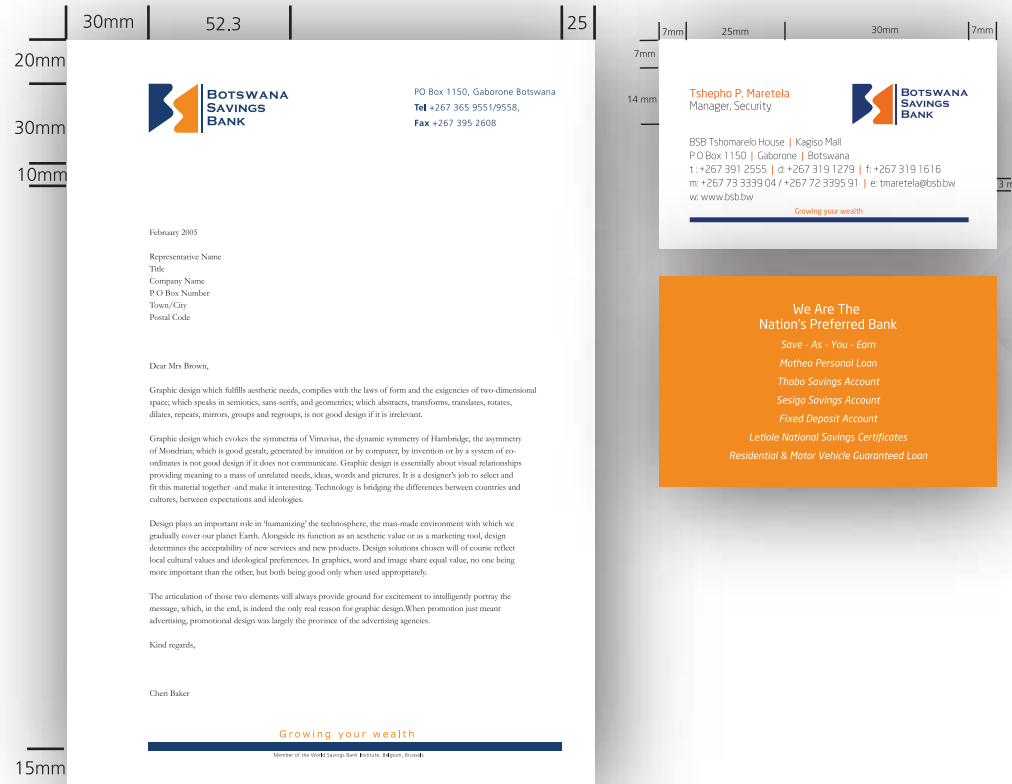 30mm
52.3
25
20mm
30mm
10mm
15mm
BOTSWANA
SAVINGS
BANK
PO Box 1150, Gaborone Botswana
Tel +267 365 9551/9558,
Fax +267 395 2608
February 2005
Representative Name
Title
Company Name
P O Box Number
Town/City
Postal Code
Dear Mrs Brown,
Graphic design which fulfills aesthetic needs, complies with the laws of form and the exigencies of two-dimensional
space; which speaks in semiotics, sans-serifs, and geometrics; which abstracts, transforms, translates, rotates,
dilates, repeats, mirrors, groups and regroups, is not good design if it is irrelevant.
Graphic design which evokes the symmetria of Vitruvius, the dynamic symmetry of Hambridge, the asymmetry
of Mondrian; which is good gestalt, generated by intuition or by computer, by invention or by a system of co-
ordinates is not good design if it does not communicate. Graphic design is essentially about visual relationships
providing meaning to a mass of unrelated needs, ideas, words and pictures. It is a designer's job to select and
fit this material together -and make it interesting. Technology is bridging the differences between countries and
cultures, between expectations and ideologies.
Design plays an important role in 'humanizing' the technosphere, the man-made environment with which we
gradually cover our planet Earth. Alongside its function as an aesthetic value or as a marketing tool, design
determines the acceptability of new services and new products. Design solutions chosen will of course reflect
local cultural values and ideological preferences. In graphics, word and image share equal value, no one being
more important than the other, but both being good only when used appropriately.
The articulation of those two elements will always provide ground for excitement to intelligently portray the
message, which, in the end, is indeed the only real reason for graphic design.When promotion just meant
advertising, promotional design was largely the province of the advertising agencies.
Kind regards,
Cheri Baker
Growing your wealth
Member of the World Savings Bank Institute, Belgium, Brussels
7mm
25mm
30mm
7mm
7mm
14 mm
3 m
Tshepho P. Maretela
Manager, Security
BOTSWANA
SAVINGS
BANK
BSB Tshomarelo House | Kagiso Mall
P O Box 1150 | Gaborone | Botswana
t : +267 391 2555 | d: +267 319 1279 | f: +267 319 1616
m: +267 73 3339 04 / +267 72 3395 91 | e: tmaretela@bsb.bw
w: www.bsb.bw
Growing your wealth
We Are The
Nation's Preferred Bank
Save - As - You - Earn
Motheo Personal Loan
Thobo Savings Account
Sesigo Savings Account
Fixed Deposit Account
Letlole National Savings Certificates
Residential & Motor Vehicle Guaranteed Loan